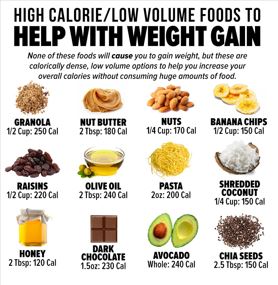 HIGH CALORIE/LOW VOLUME FOODS TO
HELP WITH WEIGHT GAIN
None of these foods will cause you to gain weight, but these are
calorically dense, low volume options to help you increase your
overall calories without consuming huge amounts of food.
GRANOLA
1/2 Cup: 250 Cal
NUT BUTTER
2 Tbsp: 180 Cal
NUTS
1/4 Cup: 170 Cal
BANANA CHIPS
1/2 Cup: 150 Cal
RAISINS
1/2 Cup: 220 Cal
OLIVE OIL
2 Tbsp: 240 Cal
PASTA
2oz: 200 Cal
SHREDDED
COCONUT
1/4 Cup: 150 Cal
HONEY
2 Tbsp: 120 Cal
DARK
CHOCOLATE
1.5oz: 230 Cal
AVOCADO
Whole: 240 Cal
CHIA SEEDS
2.5 Tbsp: 150 Cal